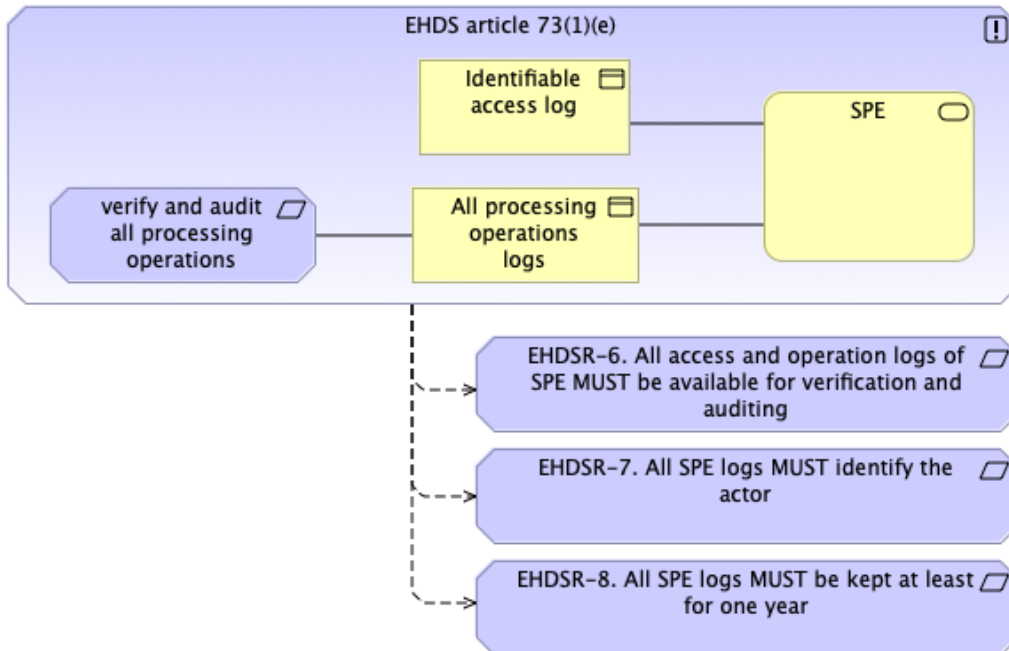 EHDS article 73(1)(e)
Identifiable
access log
SPE
verify and audit
all processing
operations
All processing
operations
logs
EHDSR-6. All access and operation logs of
SPE MUST be available for verification and
auditing
EHDSR-7. All SPE logs MUST identify the
actor
EHDSR-8. All SPE logs MUST be kept at least
for one year